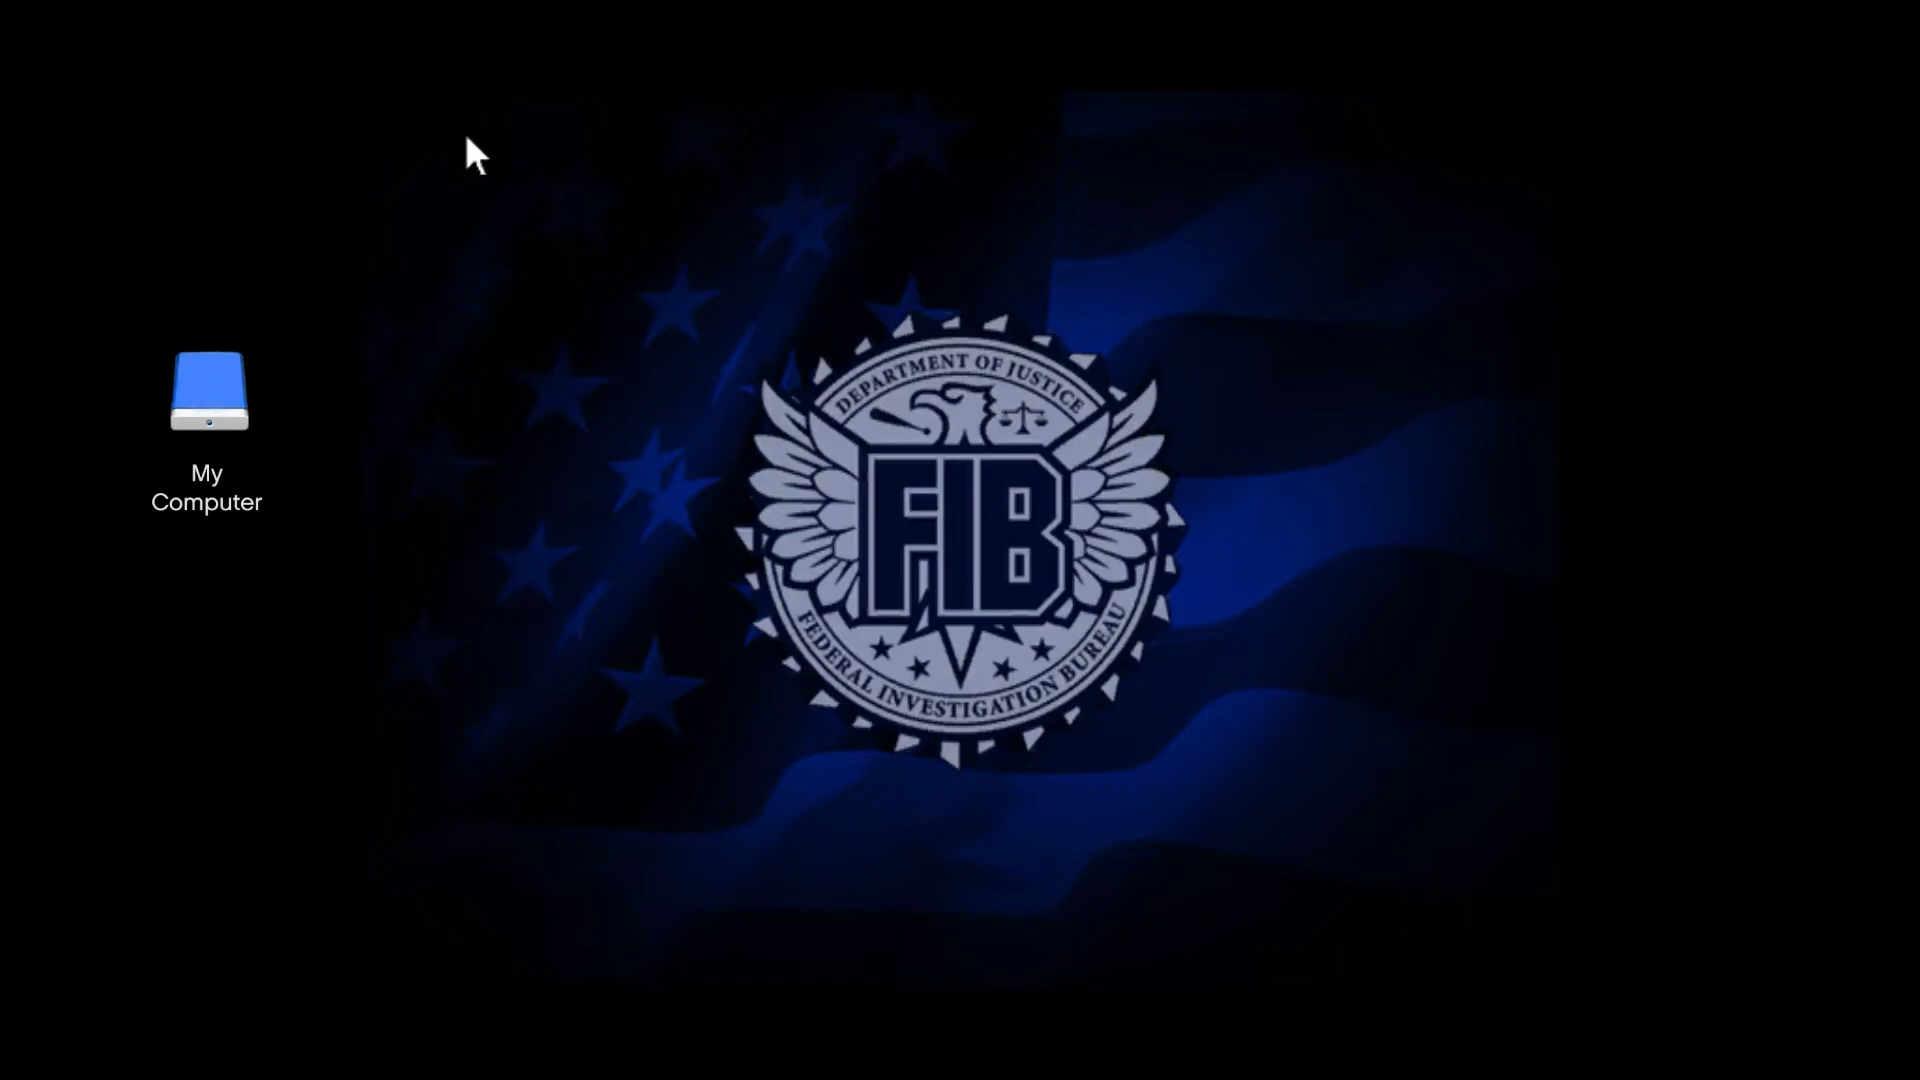 My
Computer
DEPARTMENT OF JUSTICE
FIB
FEDERAL INVESTIGATION BUREAU